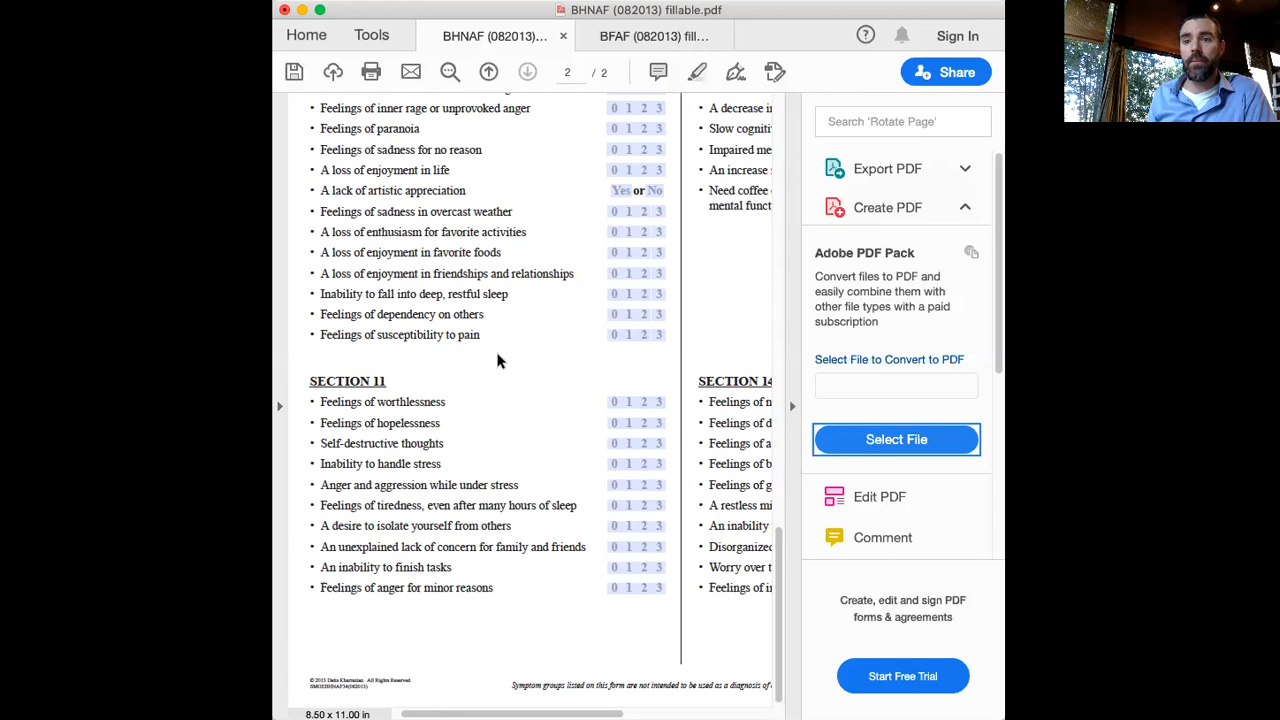 BHNAF (082013) fillable.pdf
Home
Tools
BHNAF (082013)...
×
BFAF (082013) fill...
Sign In
2 / 2
Share
• Feelings of inner rage or unprovoked anger 0 1 2 3
• Feelings of paranoia 0 1 2 3
• Feelings of sadness for no reason 0 1 2 3
• A loss of enjoyment in life 0 1 2 3
• A lack of artistic appreciation Yes or No
• Feelings of sadness in overcast weather 0 1 2 3
• A loss of enthusiasm for favorite activities 0 1 2 3
• A loss of enjoyment in favorite foods 0 1 2 3
• A loss of enjoyment in friendships and relationships 0 1 2 3
• Inability to fall into deep, restful sleep 0 1 2 3
• Feelings of dependency on others 0 1 2 3
• Feelings of susceptibility to pain 0 1 2 3
SECTION 11
• Feelings of worthlessness 0 1 2 3
• Feelings of hopelessness 0 1 2 3
• Self-destructive thoughts 0 1 2 3
• Inability to handle stress 0 1 2 3
• Anger and aggression while under stress 0 1 2 3
• Feelings of tiredness, even after many hours of sleep 0 1 2 3
• A desire to isolate yourself from others 0 1 2 3
• An unexplained lack of concern for family and friends 0 1 2 3
• An inability to finish tasks 0 1 2 3
• Feelings of anger for minor reasons 0 1 2 3
• A decrease i
• Slow cogniti
• Impaired me
• An increase
• Need coffee
mental funct
SECTION 14
• Feelings of n
• Feelings of d
• Feelings of a
• Feelings of b
• Feelings of g
• A restless mi
• An inability
• Disorganized
• Worry over t
• Feelings of i
© 2013 Datis Kharrazian. All Rights Reserved.
Symptom groups listed on this form are not intended to be used as a diagnosis of
8.50 x 11.00 in
Search 'Rotate Page'
Export PDF
Create PDF
Adobe PDF Pack
Convert files to PDF and
easily combine them with
other file types with a paid
subscription
Select File to Convert to PDF
Select File
Edit PDF
Comment
Create, edit and sign PDF
forms & agreements
Start Free Trial